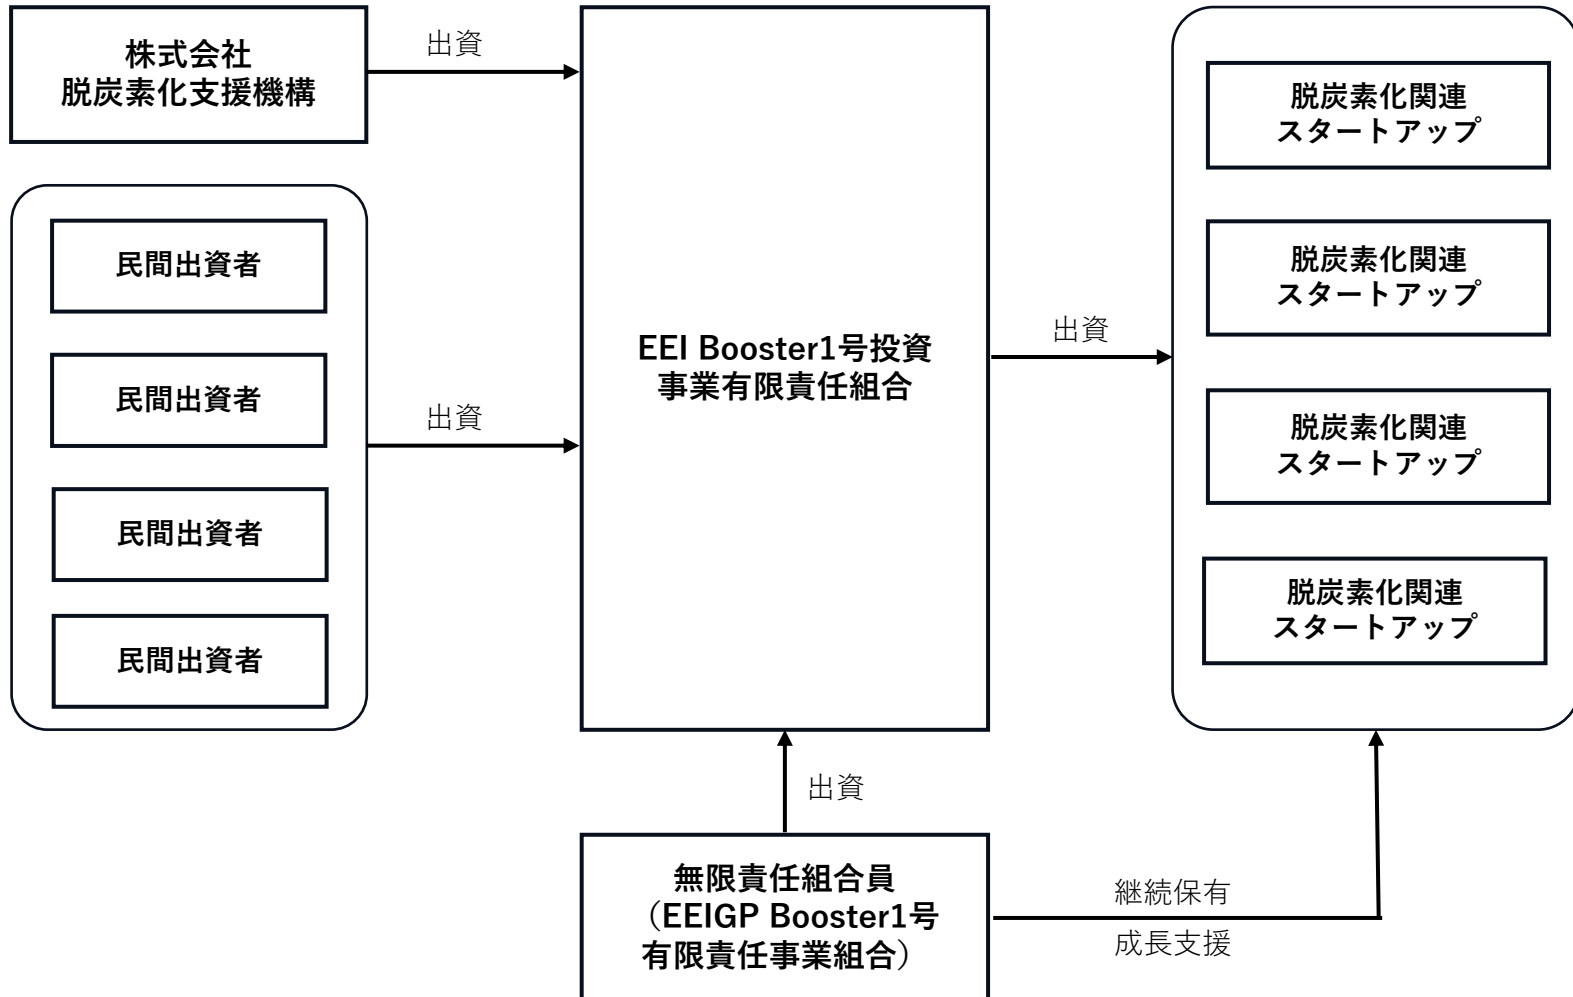 株式会社
脱炭素化支援機構
出資
民間出資者
民間出資者
民間出資者
民間出資者
出資
EEI Booster1号投資
事業有限責任組合
出資
脱炭素化関連
スタートアップ
脱炭素化関連
スタートアップ
脱炭素化関連
スタートアップ
脱炭素化関連
スタートアップ
出資
無限責任組合員
（EEIGP Booster1号
有限責任事業組合）
継続保有
成長支援